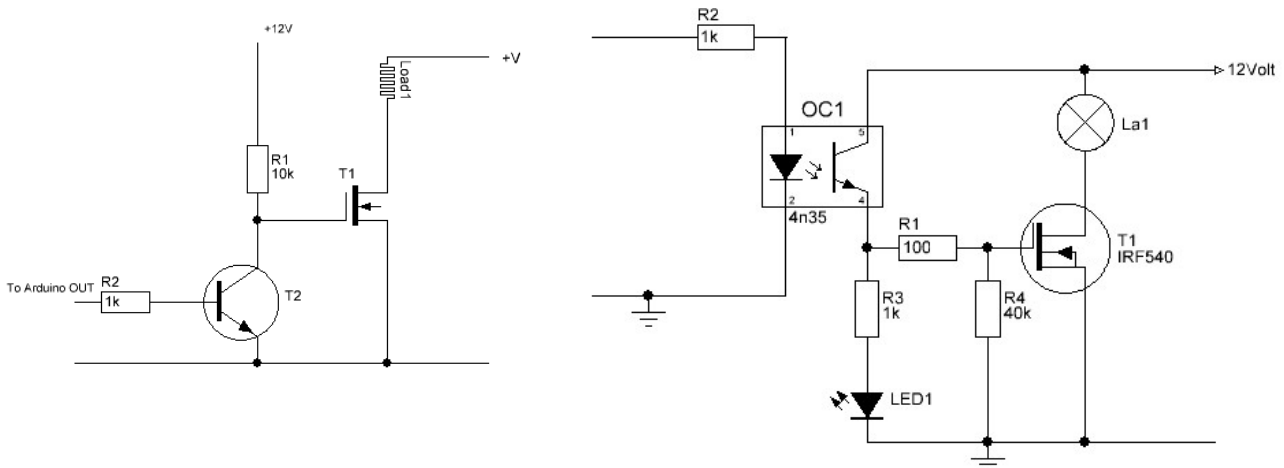 +12V
+V
Load1
R1
10k
T1
To Arduino OUT
R2
1k
T2
R2
1k
12Volt
OC1
La1
1
5
2
4
4n35
R1
100
T1
IRF540
R3
1k
R4
40k
LED1